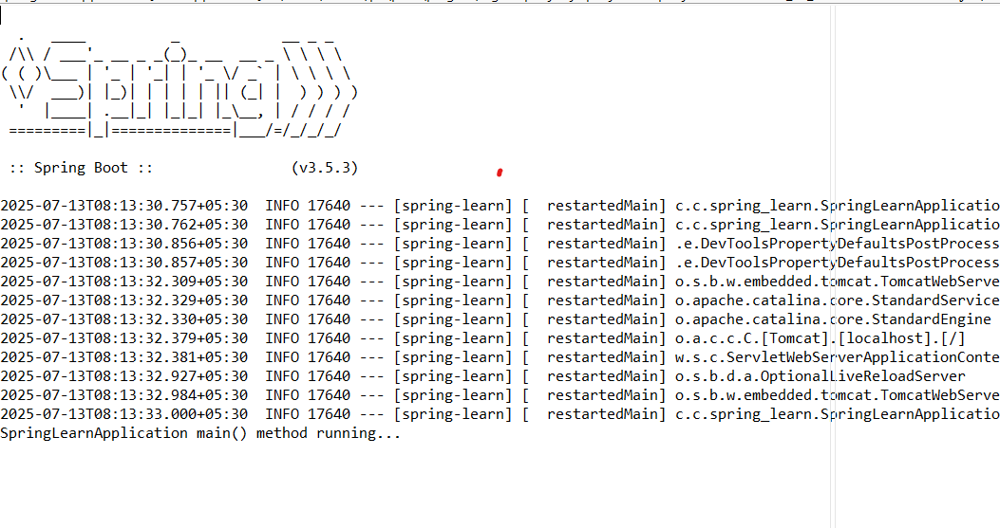 .   ____          _            __ _ _
 /\\ / ___'_ __ _ _(_)_ __  __ _ \ \ \ \
( ( )\___ | '_ | '_| | '_ \/ _` | \ \ \ \
 \\/  ___)| |_)| | | | | || (_| |  ) ) ) )
  '  |____| .__|_| |_|_| |_\__, | / / / /
 =========|_|==============|___/=/_/_/_/
 :: Spring Boot ::                (v3.5.3)
2025-07-13T08:13:30.757+05:30  INFO 17640 --- [spring-learn] [  restartedMain] c.c.spring_learn.SpringLearnApplicatio
2025-07-13T08:13:30.762+05:30  INFO 17640 --- [spring-learn] [  restartedMain] c.c.spring_learn.SpringLearnApplicatio
2025-07-13T08:13:30.856+05:30  INFO 17640 --- [spring-learn] [  restartedMain] .e.DevToolsPropertyDefaultsPostProcess
2025-07-13T08:13:30.857+05:30  INFO 17640 --- [spring-learn] [  restartedMain] .e.DevToolsPropertyDefaultsPostProcess
2025-07-13T08:13:32.309+05:30  INFO 17640 --- [spring-learn] [  restartedMain] o.s.b.w.embedded.tomcat.TomcatWebServe
2025-07-13T08:13:32.329+05:30  INFO 17640 --- [spring-learn] [  restartedMain] o.apache.catalina.core.StandardService
2025-07-13T08:13:32.330+05:30  INFO 17640 --- [spring-learn] [  restartedMain] o.apache.catalina.core.StandardEngine
2025-07-13T08:13:32.379+05:30  INFO 17640 --- [spring-learn] [  restartedMain] o.a.c.c.C.[Tomcat].[localhost].[/]
2025-07-13T08:13:32.381+05:30  INFO 17640 --- [spring-learn] [  restartedMain] w.s.c.ServletWebServerApplicationConte
2025-07-13T08:13:32.927+05:30  INFO 17640 --- [spring-learn] [  restartedMain] o.s.b.d.a.OptionalLiveReloadServer
2025-07-13T08:13:32.984+05:30  INFO 17640 --- [spring-learn] [  restartedMain] o.s.b.w.embedded.tomcat.TomcatWebServe
2025-07-13T08:13:33.000+05:30  INFO 17640 --- [spring-learn] [  restartedMain] c.c.spring_learn.SpringLearnApplicatio
SpringLearnApplication main() method running...